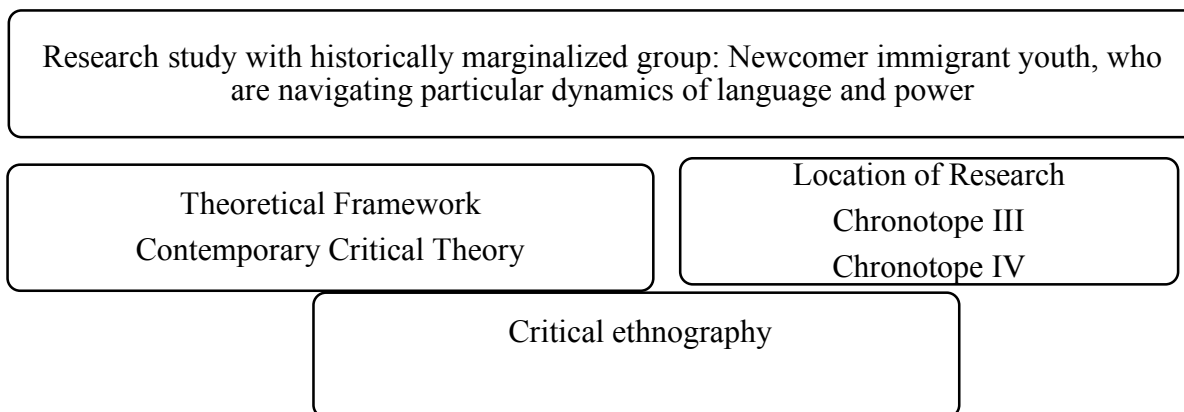 Research study with historically marginalized group: Newcomer immigrant youth, who
are navigating particular dynamics of language and power
Theoretical Framework
Contemporary Critical Theory
Location of Research
Chronotope III
Chronotope IV
Critical ethnography